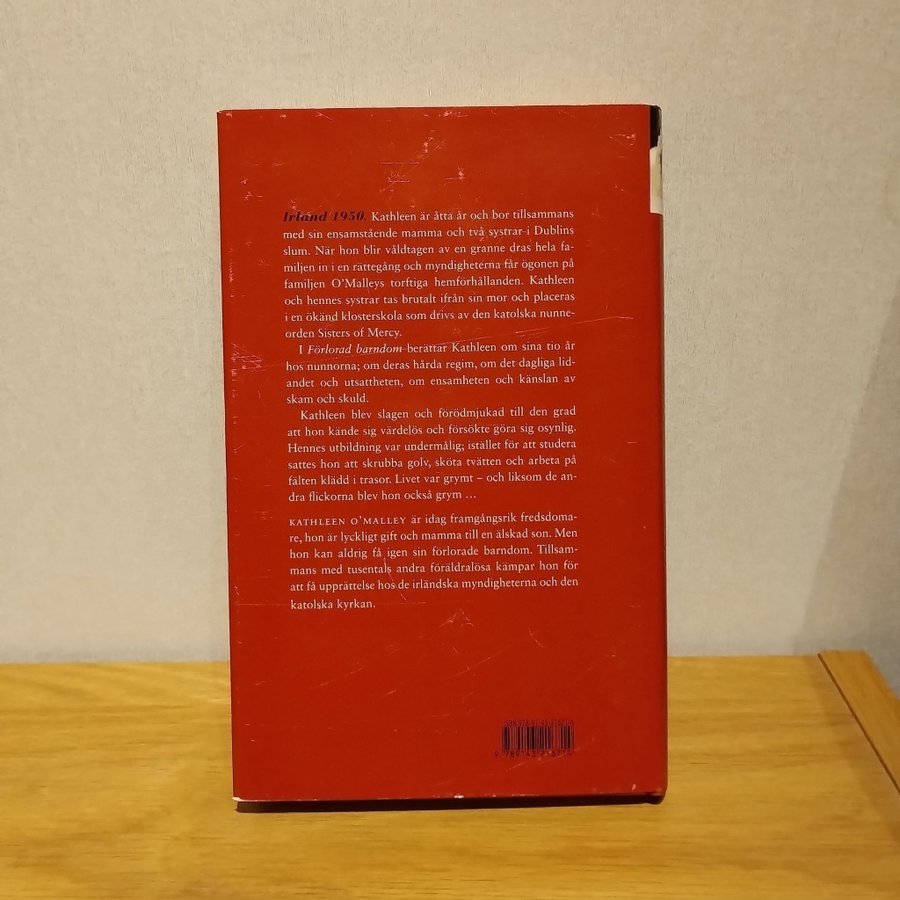 Irland 1950. Kathleen är åtta år och bor tillsammans
med sin ensamstående mamma och två systrar i Dublins
slum. När hon blir våldtagen av en granne dras hela fa-
miljen in i en rättegång och myndigheterna får ögonen på
familjen O’Malleys torftiga hemförhållanden. Kathleen
och hennes systrar tas brutalt ifrån sin mor och placeras
i en ökänd klosterskola som drivs av den katolska nunne-
orden Sisters of Mercy.
I Förlorad barndom berättar Kathleen om sina tio år
hos nunnorna; om deras hårda regim, om det dagliga lid-
andet och utsattheten, om ensamheten och känslan av
skam och skuld.
Kathleen blev slagen och förödmjukad till den grad
att hon kände sig värdelös och försökte göra sig osynlig.
Hennes utbildning var undermålig; istället för att studera
sattes hon att skrubba golv, sköta tvätten och arbeta på
fälten klädd i trasor. Livet var grymt – och liksom de an-
dra flickorna blev hon också grym ...
KATHLEEN O’MALLEY är idag framgångsrik fredsdoma-
re, hon är lyckligt gift och mamma till en älskad son. Men
hon kan aldrig få igen sin förlorade barndom. Tillsam-
mans med tusentals andra föräldralösa kämpar hon för
att få upprättelse hos de irländska myndigheterna och den
katolska kyrkan.